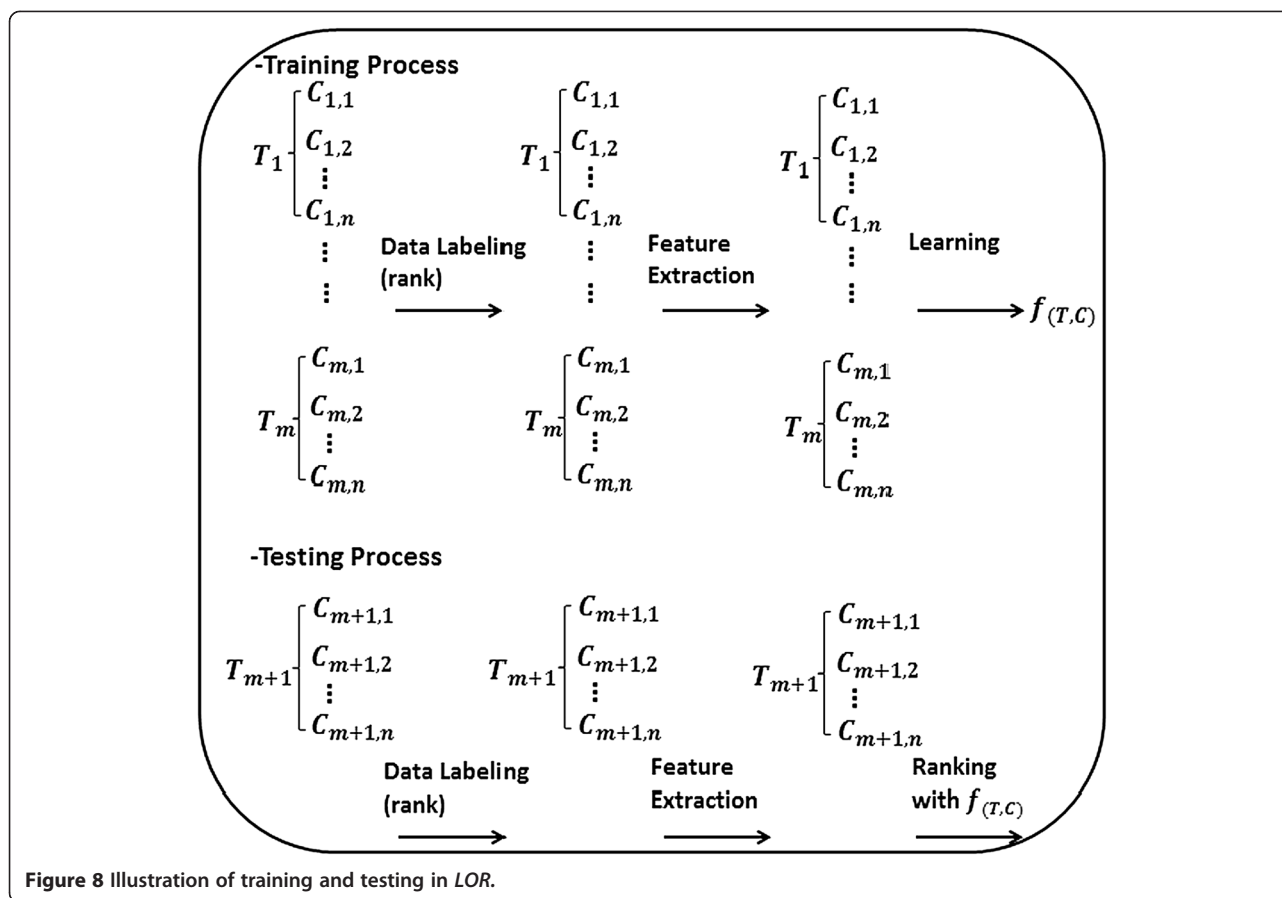 -Training Process
T₁ C₁,₁ C₁,₂ ⋮ C₁,ₙ
⋮
⋮
Data Labeling
(rank)
Tₘ Cₘ,₁ Cₘ,₂ ⋮ Cₘ,ₙ
T₁ C₁,₁ C₁,₂ ⋮ C₁,ₙ
⋮
⋮
Feature
Extraction
Tₘ Cₘ,₁ Cₘ,₂ ⋮ Cₘ,ₙ
T₁ C₁,₁ C₁,₂ ⋮ C₁,ₙ
⋮
⋮
Learning
f(T,C)
Tₘ Cₘ,₁ Cₘ,₂ ⋮ Cₘ,ₙ
-Testing Process
Tₘ₊₁ Cₘ₊₁,₁ Cₘ₊₁,₂ ⋮ Cₘ₊₁,ₙ
Data Labeling
(rank)
Tₘ₊₁ Cₘ₊₁,₁ Cₘ₊₁,₂ ⋮ Cₘ₊₁,ₙ
Feature
Extraction
Tₘ₊₁ Cₘ₊₁,₁ Cₘ₊₁,₂ ⋮ Cₘ₊₁,ₙ
Ranking
with f(T,C)
Figure 8 Illustration of training and testing in LOR.